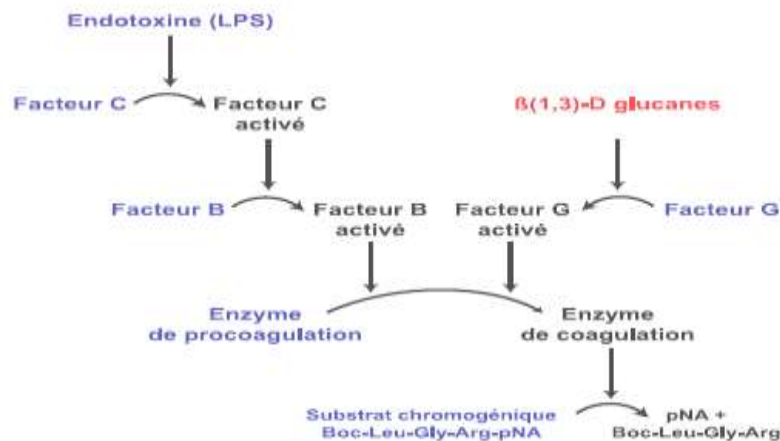 Endotoxine (LPS)
Facteur C
Facteur C
activé
ß(1,3)-D glucanes
Facteur B
Facteur B
activé
Facteur G
activé
Facteur G
Enzyme
de procoagulation
Enzyme
de coagulation
Substrat chromogénique
Boc-Leu-Gly-Arg-pNA
pNA +
Boc-Leu-Gly-Arg